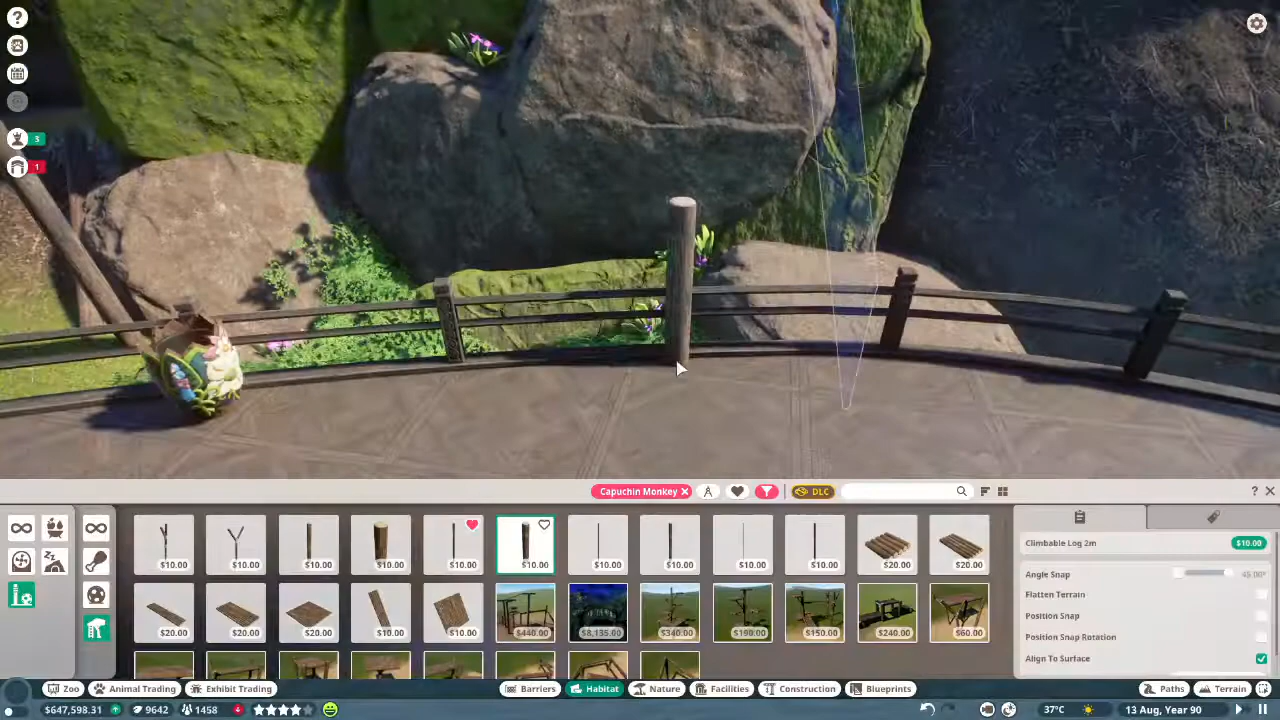 ?
3
1
Capuchin Monkey ×
DLC
? ×
$10.00 $10.00 $10.00 $10.00 $10.00 $10.00 $10.00 $10.00 $10.00 $10.00 $20.00 $20.00
$20.00 $20.00 $20.00 $10.00 $10.00 $440.00 $8,135.00 $340.00 $190.00 $150.00 $240.00 $60.00
Climbable Log 2m $10.00
Angle Snap 45.00°
Flatten Terrain
Position Snap
Position Snap Rotation
Align To Surface
Zoo Animal Trading Exhibit Trading Barriers Habitat Nature Facilities Construction Blueprints Paths Terrain
$647,598.31 9642 1458 37°C 13 Aug, Year 90